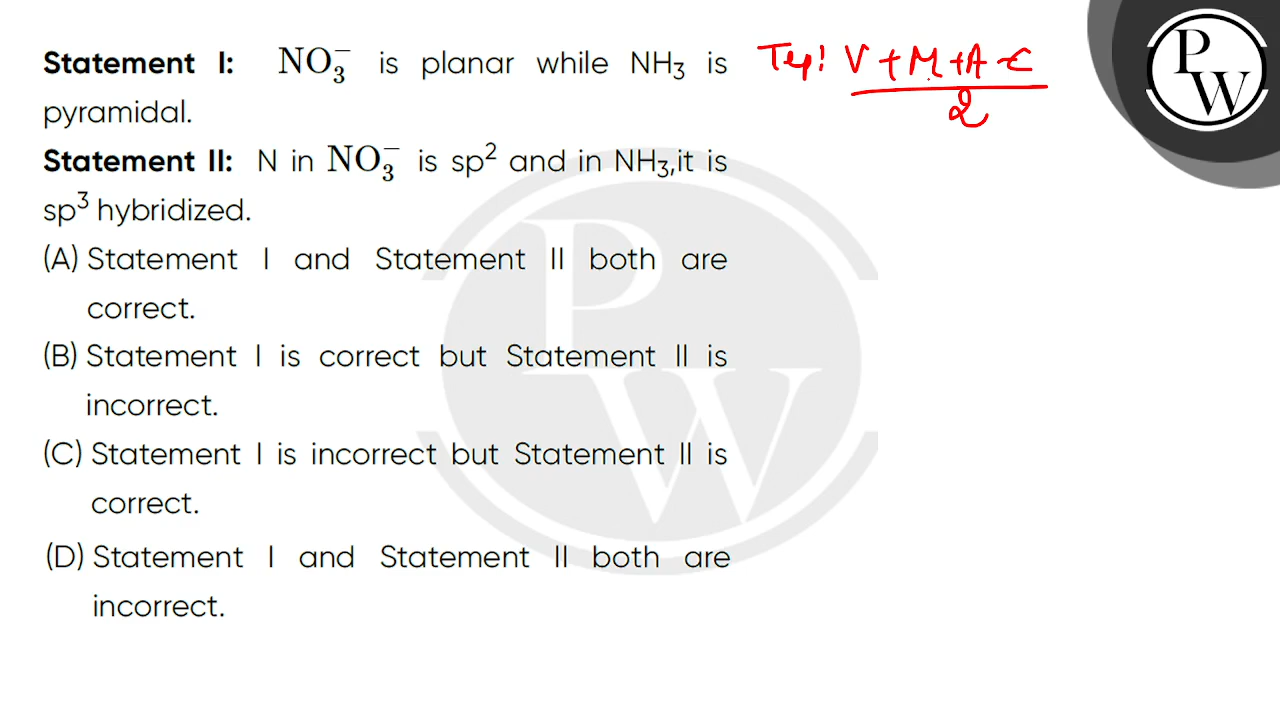 Statement I: NO₃⁻ is planar while NH₃ is
pyramidal.
Statement II: N in NO₃⁻ is sp² and in NH₃,it is
sp³ hybridized.
(A) Statement I and Statement II both are
correct.
(B) Statement I is correct but Statement II is
incorrect.
(C) Statement I is incorrect but Statement II is
correct.
(D) Statement I and Statement II both are
incorrect.
V + M + A - C
2
P
W
P
W